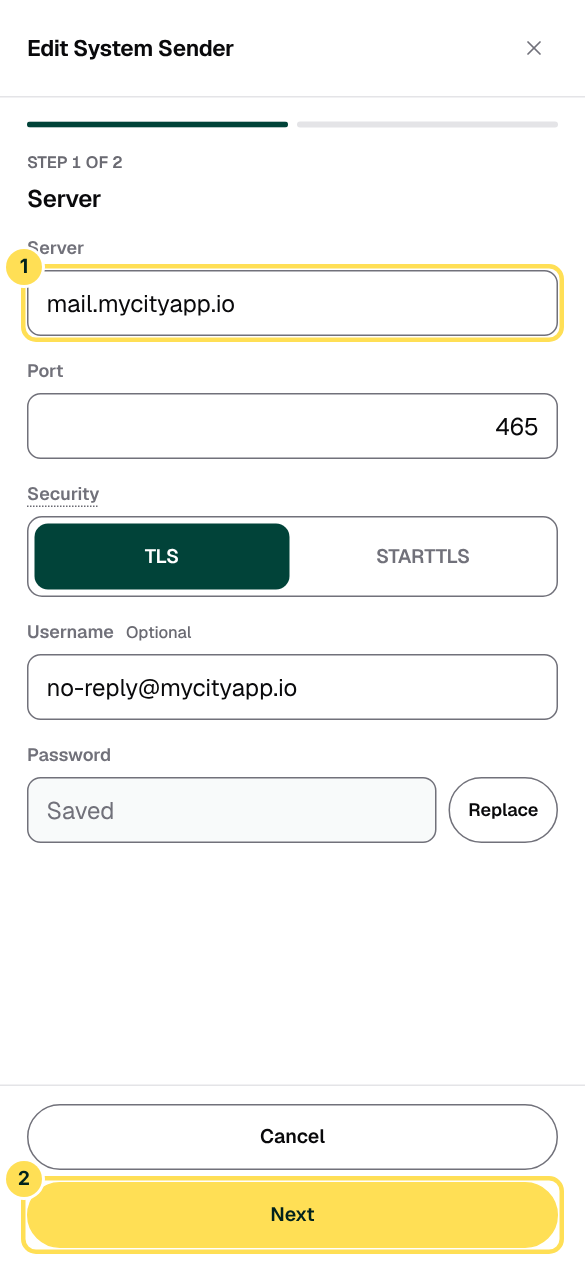 Edit System Sender
STEP 1 OF 2
Server
Server
1
mail.mycityapp.io
Port
465
Security
TLS STARTTLS
Username Optional
no-reply@mycityapp.io
Password
Saved Replace
Cancel
2
Next